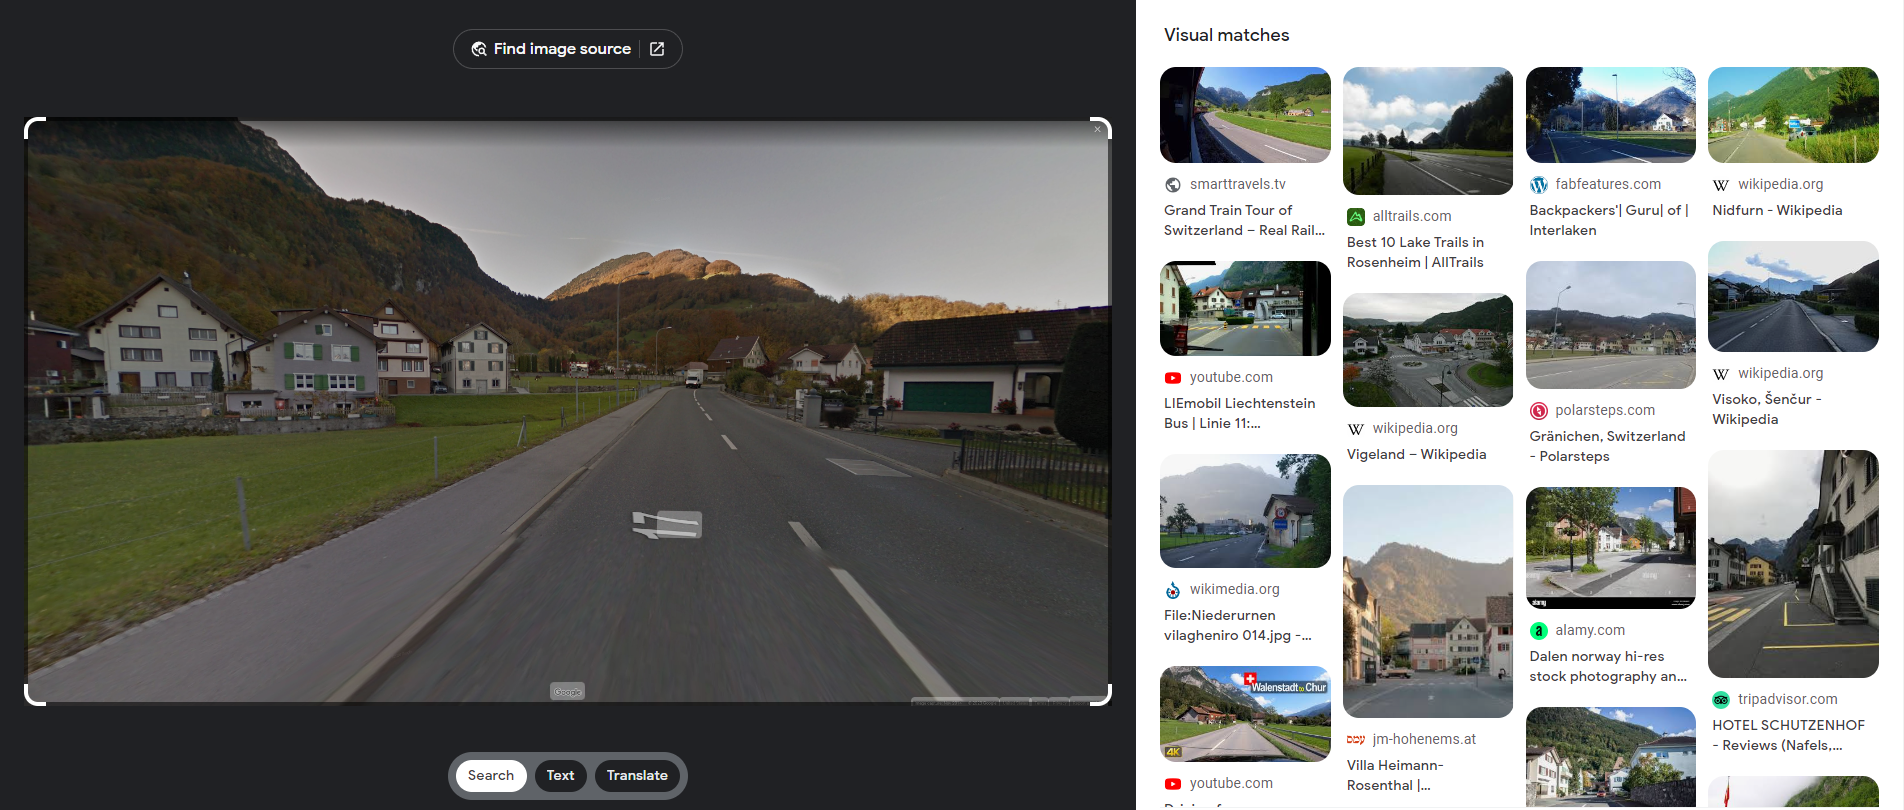 Find image source
Google
Search
Text
Translate
Visual matches
smarttravels.tv
Grand Train Tour of
Switzerland – Real Rail...
youtube.com
LIEmobil Liechtenstein
Bus | Linie 11:...
wikimedia.org
File:Niederurnen
vilagheniro 014.jpg -...
Walenstadt to Chur
4K
youtube.com
alltrails.com
Best 10 Lake Trails in
Rosenheim | AllTrails
wikipedia.org
Vigeland – Wikipedia
jm-hohenems.at
Villa Heimann-
Rosenthal |...
fabfeatures.com
Backpackers'| Guru| of |
Interlaken
polarsteps.com
Gränichen, Switzerland
- Polarsteps
alamy
alamy.com
Dalen norway hi-res
stock photography an...
wikipedia.org
Nidfurn - Wikipedia
wikipedia.org
Visoko, Šenčur -
Wikipedia
tripadvisor.com
HOTEL SCHUTZENHOF
- Reviews (Nafels,...